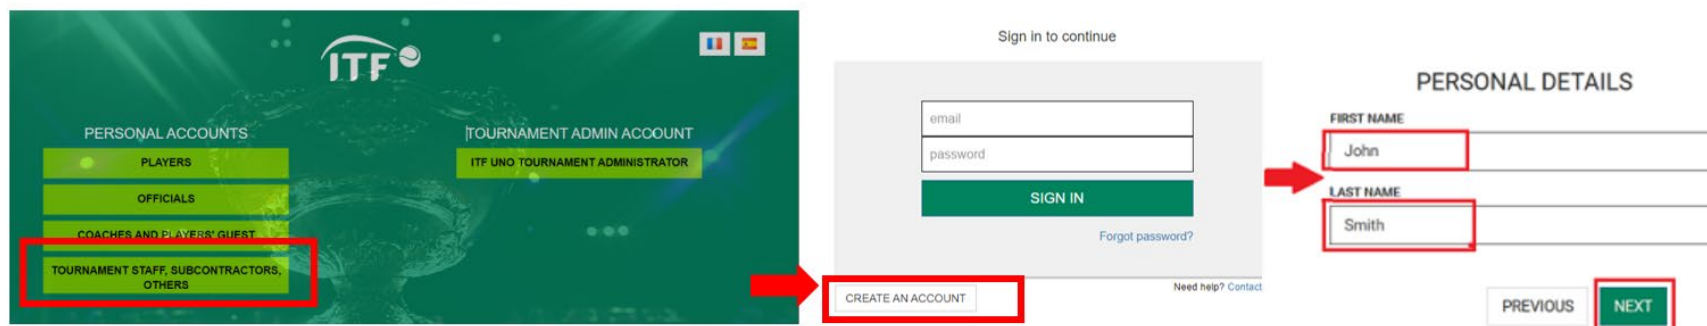 ITF
PERSONAL ACCOUNTS
PLAYERS
OFFICIALS
COACHES AND PLAYERS' GUEST
TOURNAMENT STAFF, SUBCONTRACTORS,
OTHERS
TOURNAMENT ADMIN ACCOUNT
ITF UNO TOURNAMENT ADMINISTRATOR
Sign in to continue
email
password
SIGN IN
Forgot password?
CREATE AN ACCOUNT
Need help? Contact
PERSONAL DETAILS
FIRST NAME
John
LAST NAME
Smith
PREVIOUS
NEXT